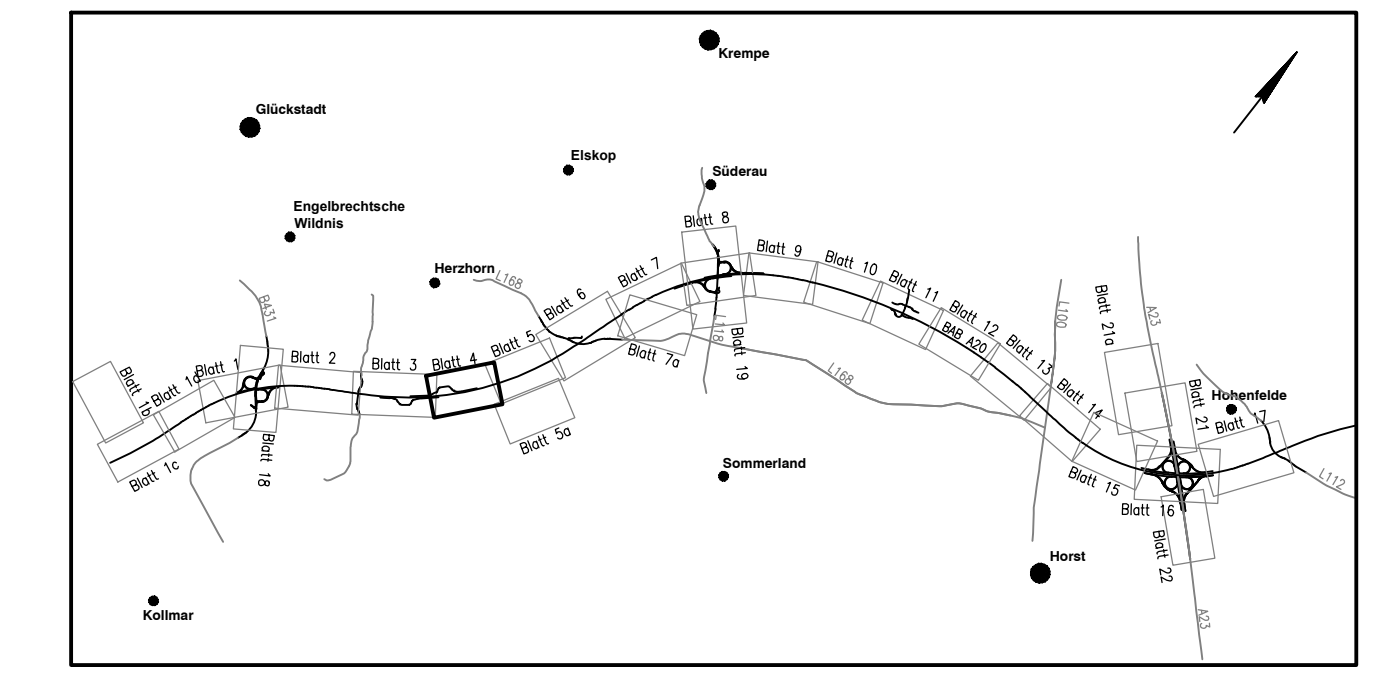 Krempe
Glückstadt
Elskop
Süderau
Engelbrechtsche
Wildnis
Blatt 8
Herzhorn
L168
Blatt 7
Blatt 9
Blatt 10
Blatt 11
B431
Blatt 6
L118
Blatt 12
BAB A20
L100
Blatt 21a
A23
Blatt 5
Blatt 19
Blatt 7a
Blatt 13
L168
Blatt 1b
Blatt 1a
Blatt 1
Blatt 2
Blatt 3
Blatt 4
Blatt 14
Blatt 21
Hohenfelde
Blatt 17
Blatt 5a
Blatt 18
Blatt 1c
Sommerland
Blatt 15
L112
Blatt 16
Blatt 22
Horst
Kollmar
A23